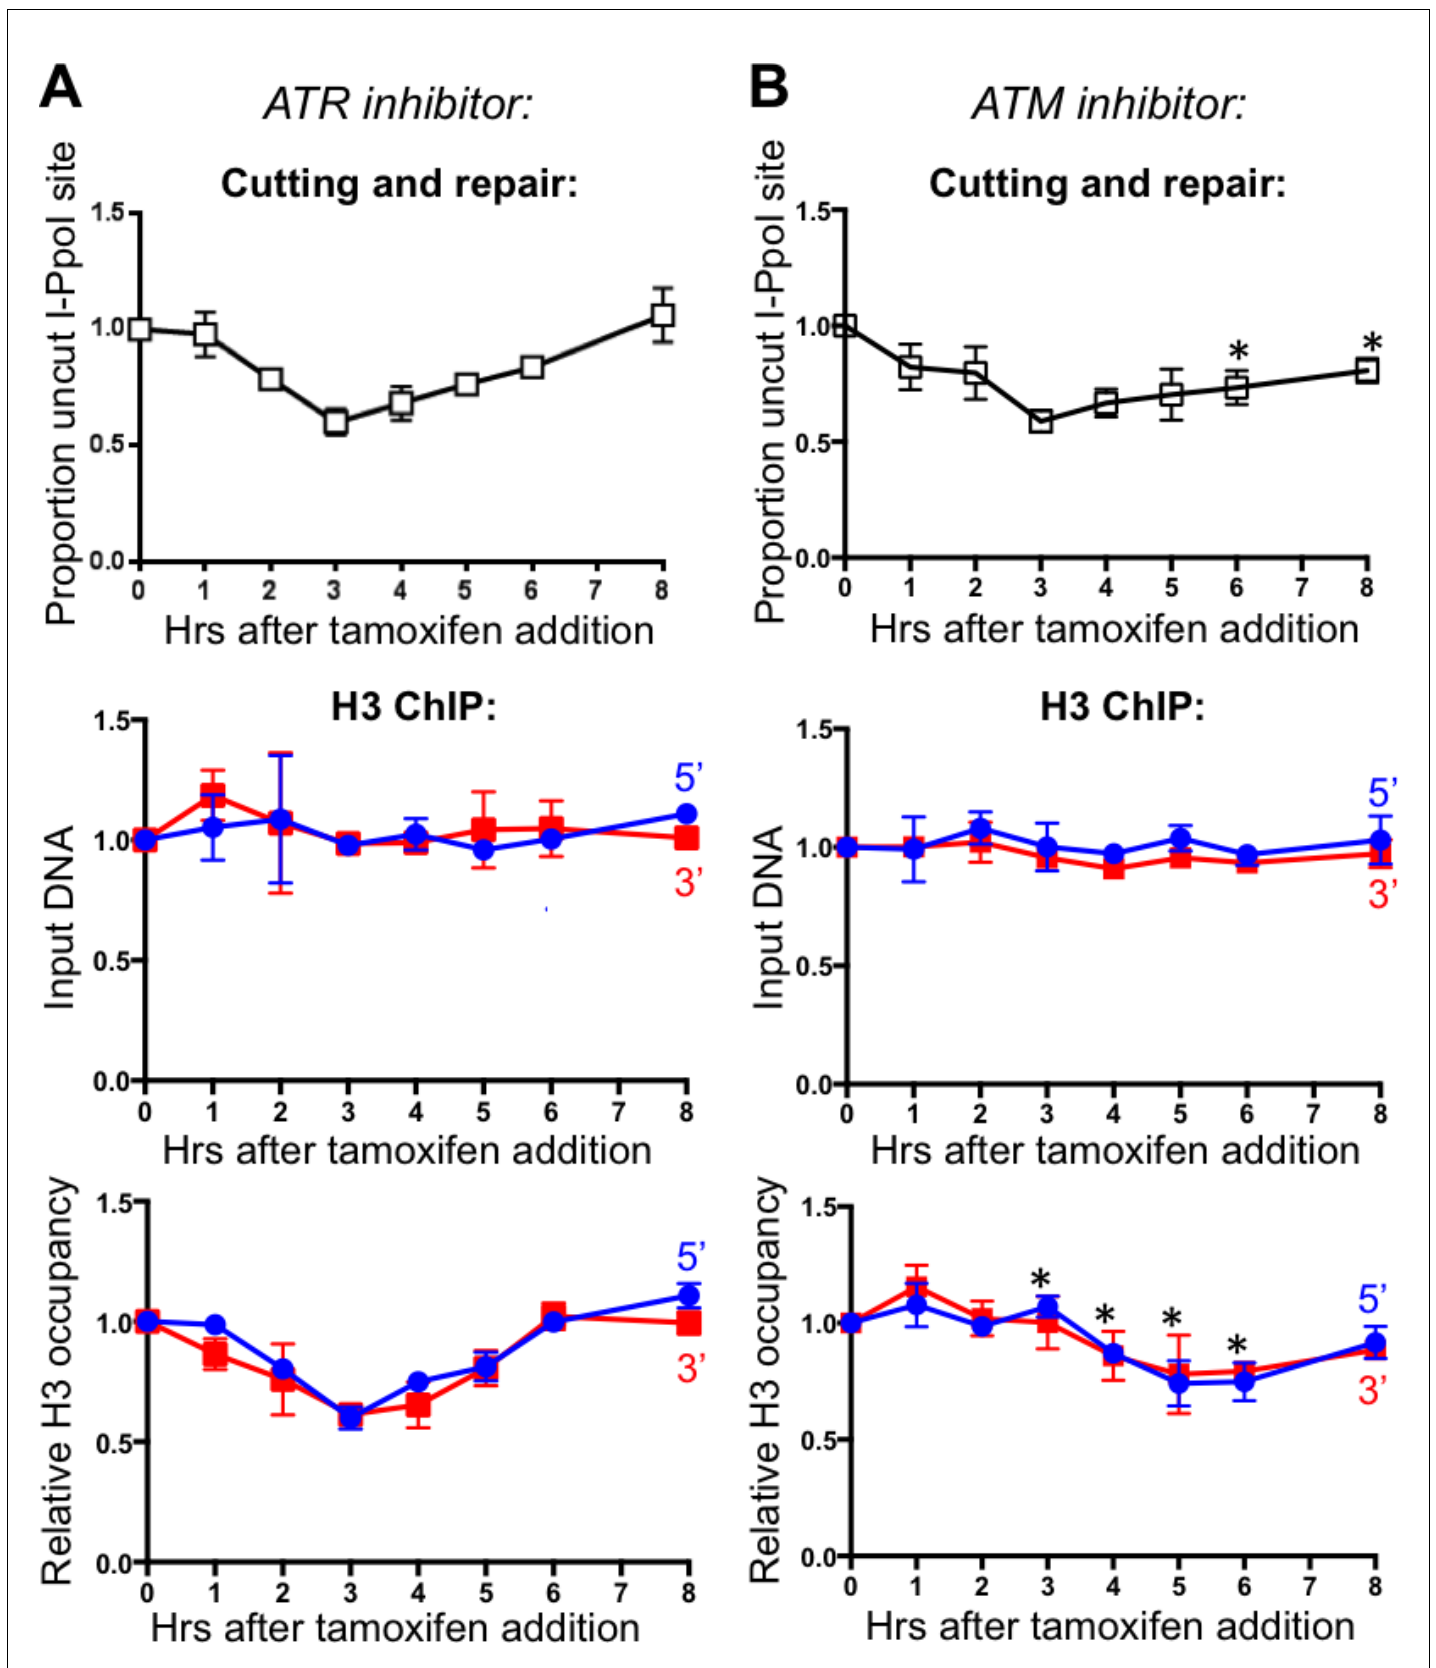 A
ATR inhibitor:
Cutting and repair:
Proportion uncut I-PpoI site
1.5
1.0
0.5
0.0
0 1 2 3 4 5 6 7 8
Hrs after tamoxifen addition
H3 ChIP:
Input DNA
1.5
1.0
0.5
0.0
5’
3’
0 1 2 3 4 5 6 7 8
Hrs after tamoxifen addition
Relative H3 occupancy
1.5
1.0
0.5
0.0
5’
3’
0 1 2 3 4 5 6 7 8
Hrs after tamoxifen addition
B
ATM inhibitor:
Cutting and repair:
Proportion uncut I-PpoI site
1.5
1.0
0.5
0.0
* *
0 1 2 3 4 5 6 7 8
Hrs after tamoxifen addition
H3 ChIP:
Input DNA
1.5
1.0
0.5
0.0
5’
3’
0 1 2 3 4 5 6 7 8
Hrs after tamoxifen addition
Relative H3 occupancy
1.5
1.0
0.5
0.0
* * * *
5’
3’
0 1 2 3 4 5 6 7 8
Hrs after tamoxifen addition